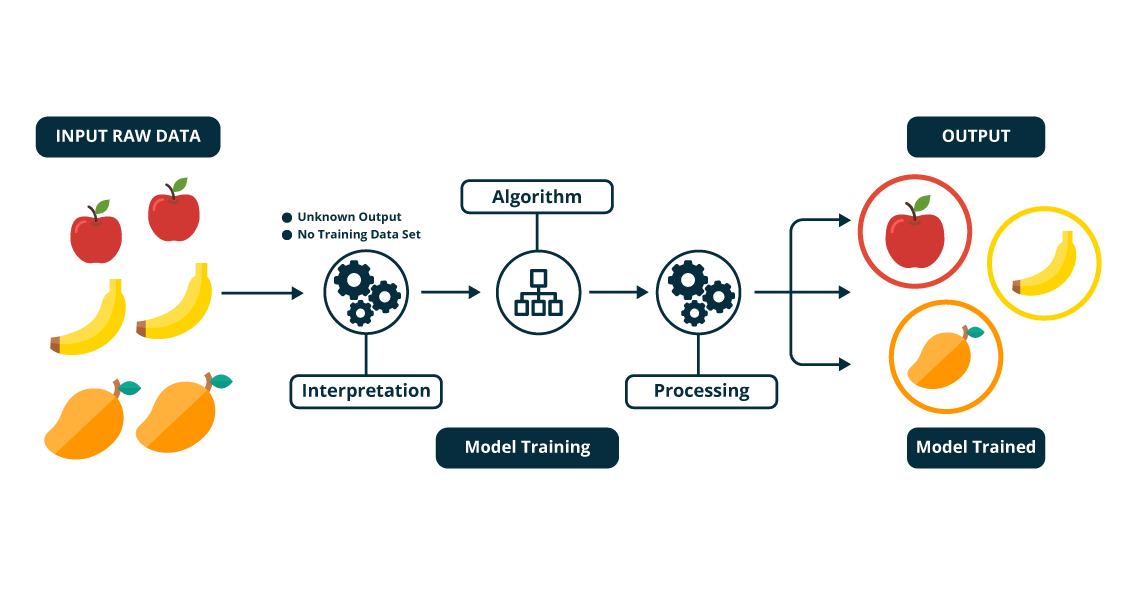 INPUT RAW DATA
OUTPUT
Algorithm
Unknown Output
No Training Data Set
Interpretation
Processing
Model Training
Model Trained